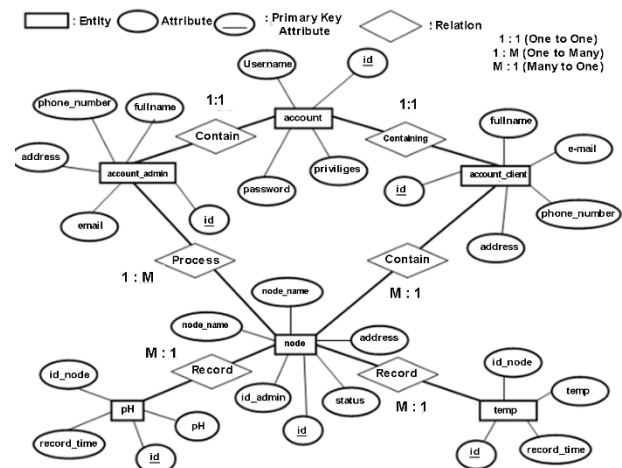 : Entity
: Attribute
: Primary Key Attribute
: Relation
1 : 1 (One to One)
1 : M (One to Many)
M : 1 (Many to One)
Username
id
phone_number
fullname
1:1
account
1:1
fullname
Contain
Containing
e-mail
address
account_admin
password
priviliges
id
account_client
email
id
phone_number
address
Process
Contain
1 : M
M : 1
node_name
node_name
address
M : 1
node
id_node
Record
Record
id_node
id_admin
status
M : 1
temp
pH
pH
id
temp
record_time
id
id
record_time